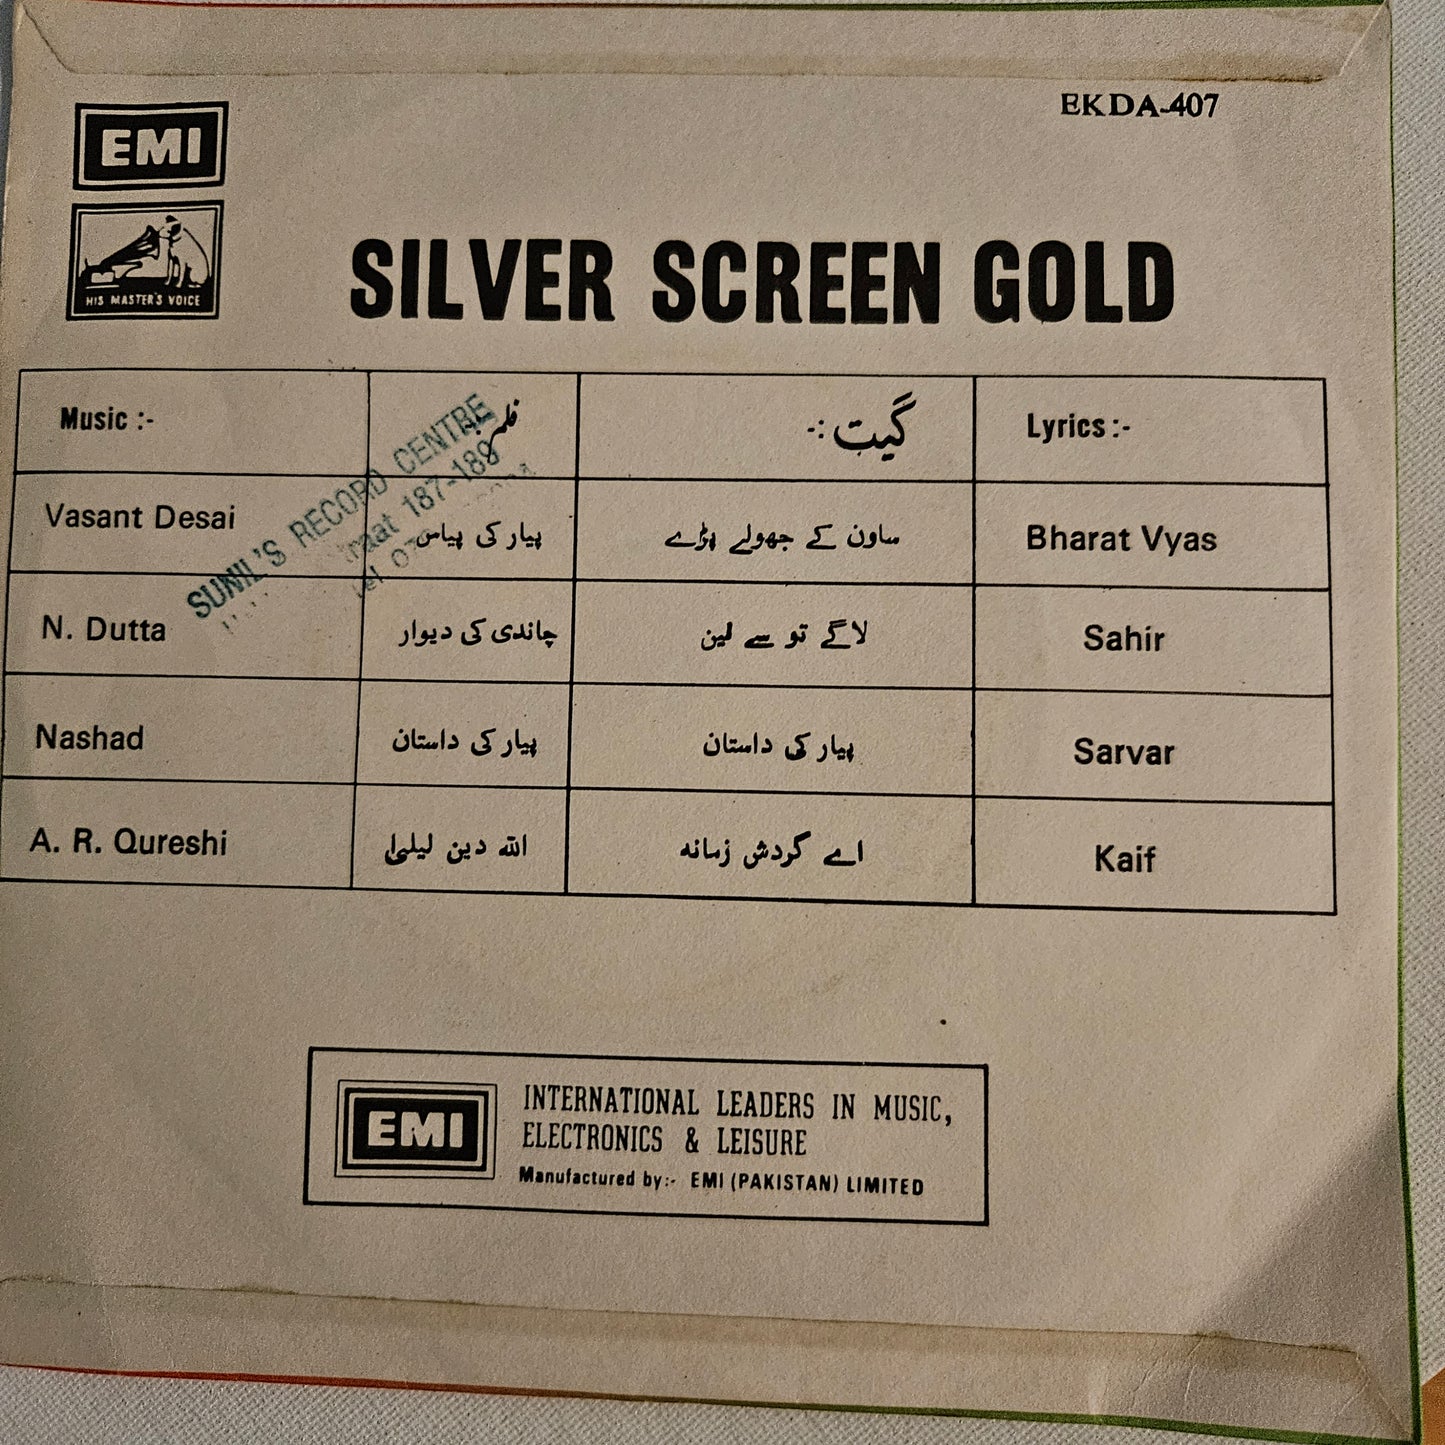 EKDA-407
EMI
HIS MASTER'S VOICE
SILVER SCREEN GOLD
Music :- فلم :- گیت :- Lyrics :-
Vasant Desai پیار کی پیاس ساون کے جھولے پڑے Bharat Vyas
N. Dutta چاندی کی دیوار لاگے تو سے نین Sahir
Nashad پیار کی داستان پیار کی داستان Sarvar
A. R. Qureshi اللہ دین لیلیٰ اے گردش زمانہ Kaif
SUNIL'S RECORD CENTRE
187-189
EMI
INTERNATIONAL LEADERS IN MUSIC,
ELECTRONICS & LEISURE
Manufactured by:- EMI (PAKISTAN) LIMITED